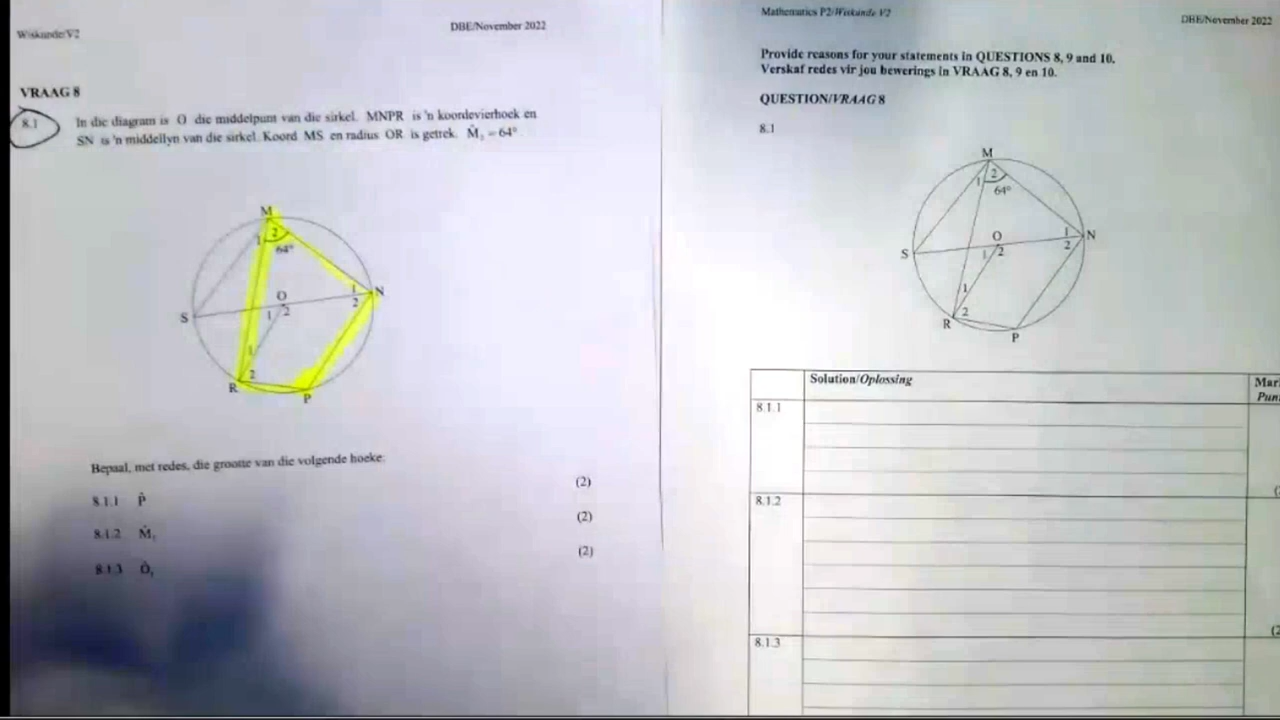 Wiskunde/V2
DBE/November 2022
VRAAG 8
8.1
In die diagram is O die middelpunt van die sirkel. MNPR is 'n koordevierhoek en
SN is 'n middellyn van die sirkel. Koord MS en radius OR is getrek. M̂₂ = 64°.
M
1
2
64°
O
1
N
2
S
1
2
1
2
R
P
Bepaal, met redes, die grootte van die volgende hoeke:
8.1.1 P̂ (2)
8.1.2 M̂₁ (2)
8.1.3 Ô₁ (2)
Mathematics P2/Wiskunde V2
DBE/November 2022
Provide reasons for your statements in QUESTIONS 8, 9 and 10.
Verskaf redes vir jou bewerings in VRAAG 8, 9 en 10.
QUESTION/VRAAG 8
8.1
M
1
2
64°
O
1
N
2
S
1
2
1
2
R
P
Solution/Oplossing
8.1.1
8.1.2
8.1.3